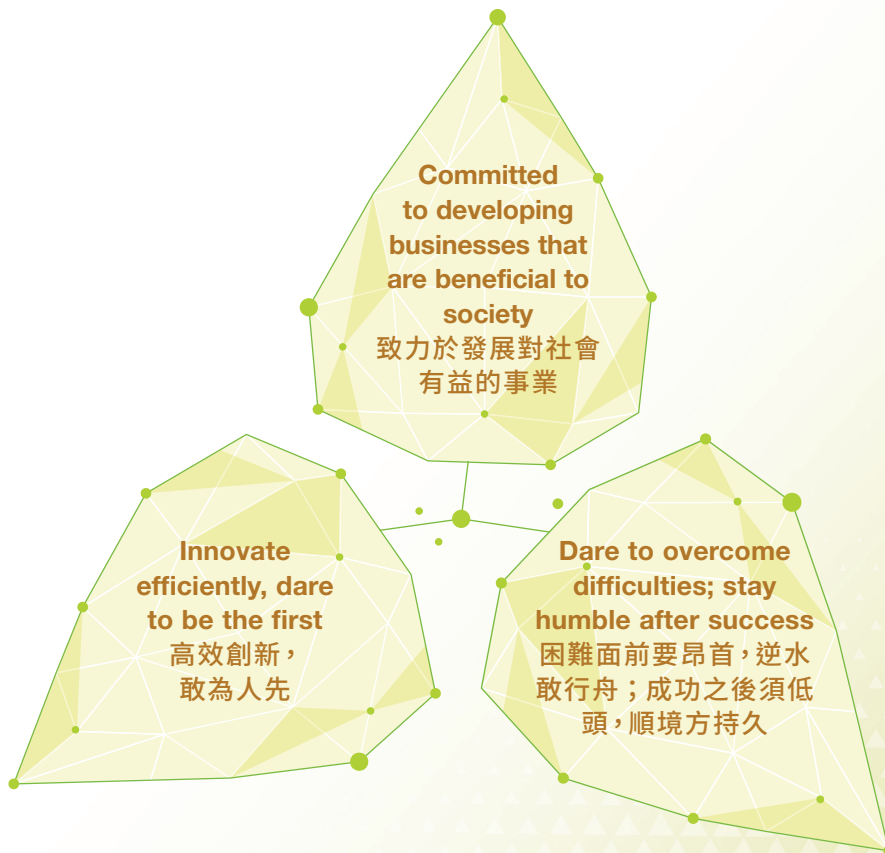 Committed
to developing
businesses that
are beneficial to
society
致力於發展對社會
有益的事業
Innovate
efficiently, dare
to be the first
高效創新，
敢為人先
Dare to overcome
difficulties; stay
humble after success
困難面前要昂首，逆水
敢行舟；成功之後須低
頭，順境方持久